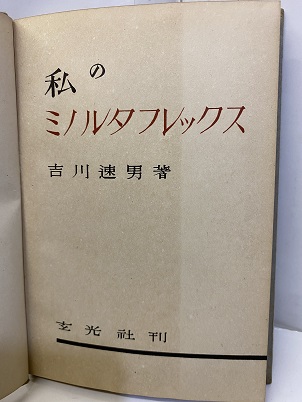 私の
ミノルタフレックス
吉川速男著
玄光社刊